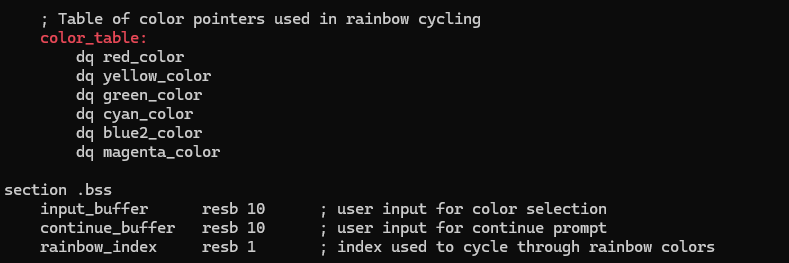 ; Table of color pointers used in rainbow cycling
color_table:
dq red_color
dq yellow_color
dq green_color
dq cyan_color
dq blue2_color
dq magenta_color
section .bss
input_buffer resb 10 ; user input for color selection
continue_buffer resb 10 ; user input for continue prompt
rainbow_index resb 1 ; index used to cycle through rainbow colors